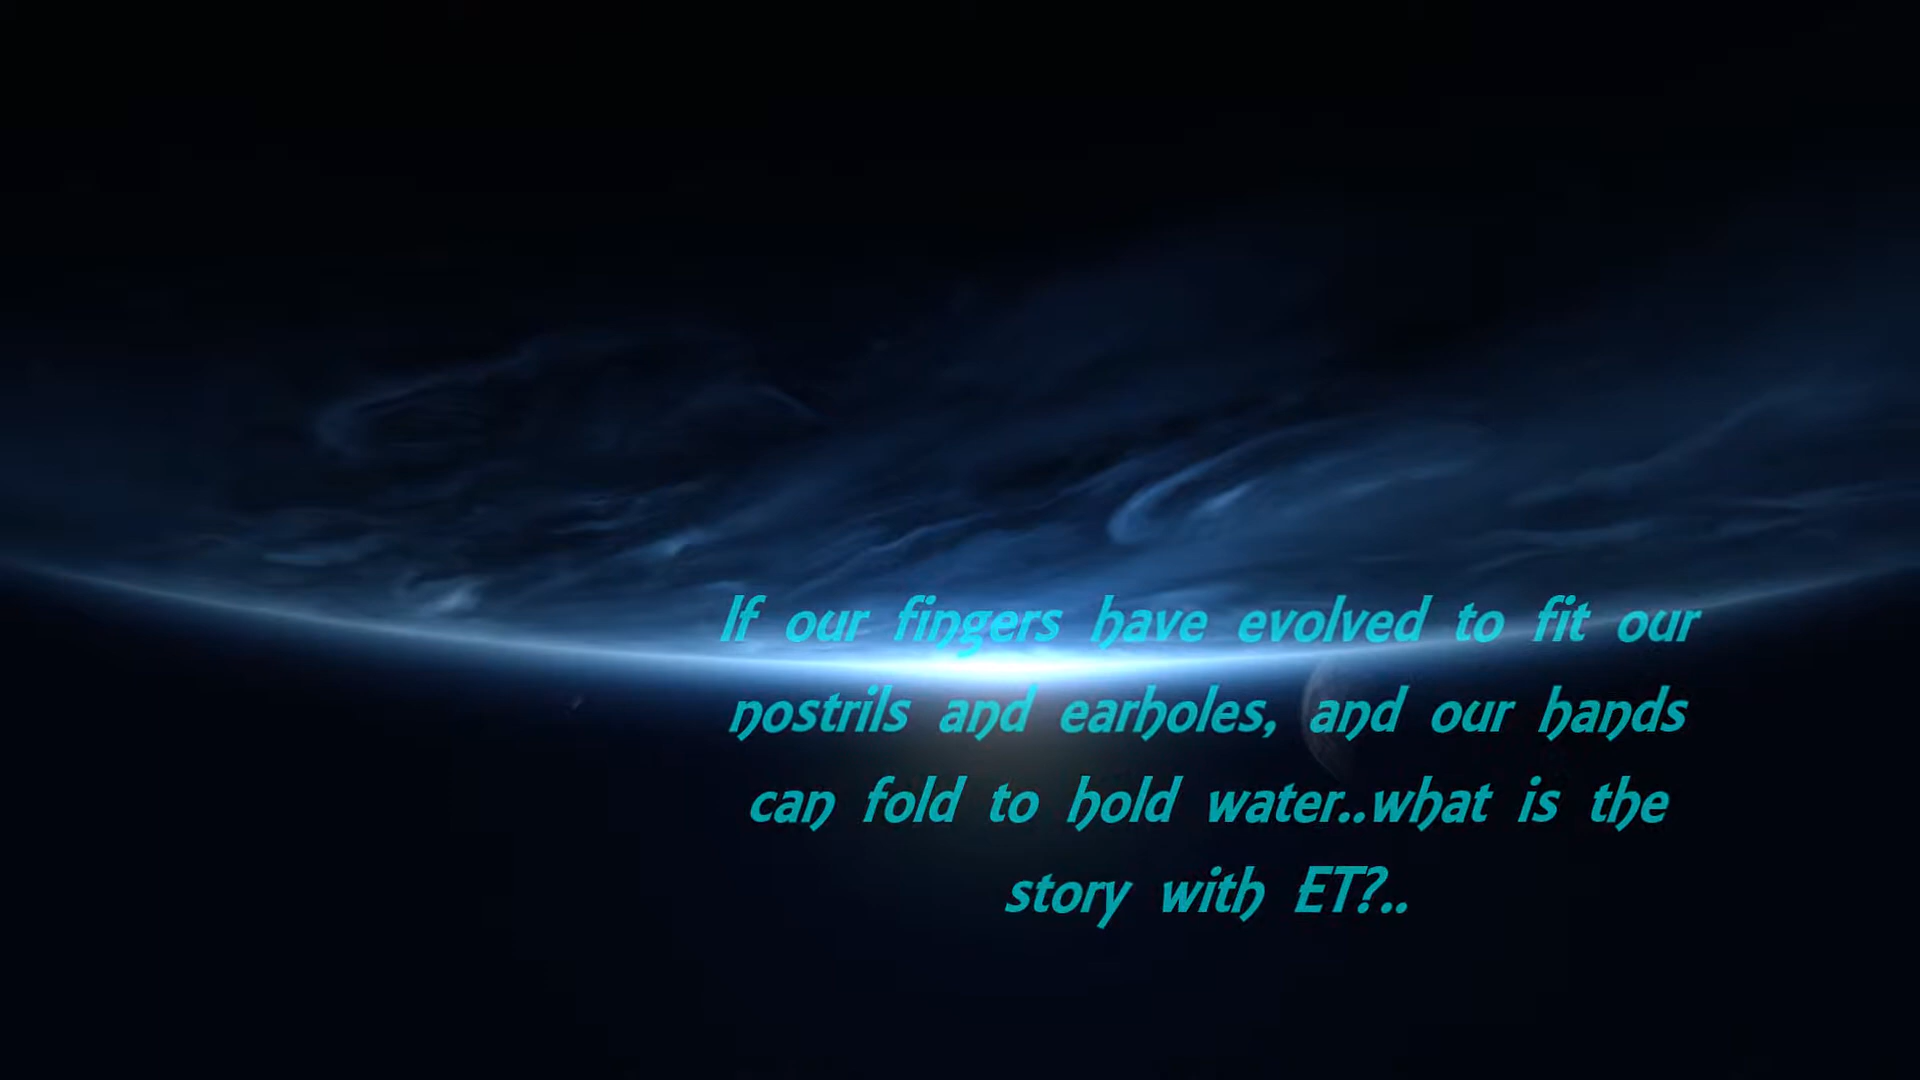 If our fingers have evolved to fit our
nostrils and earholes, and our hands
can fold to hold water..what is the
story with ET?..